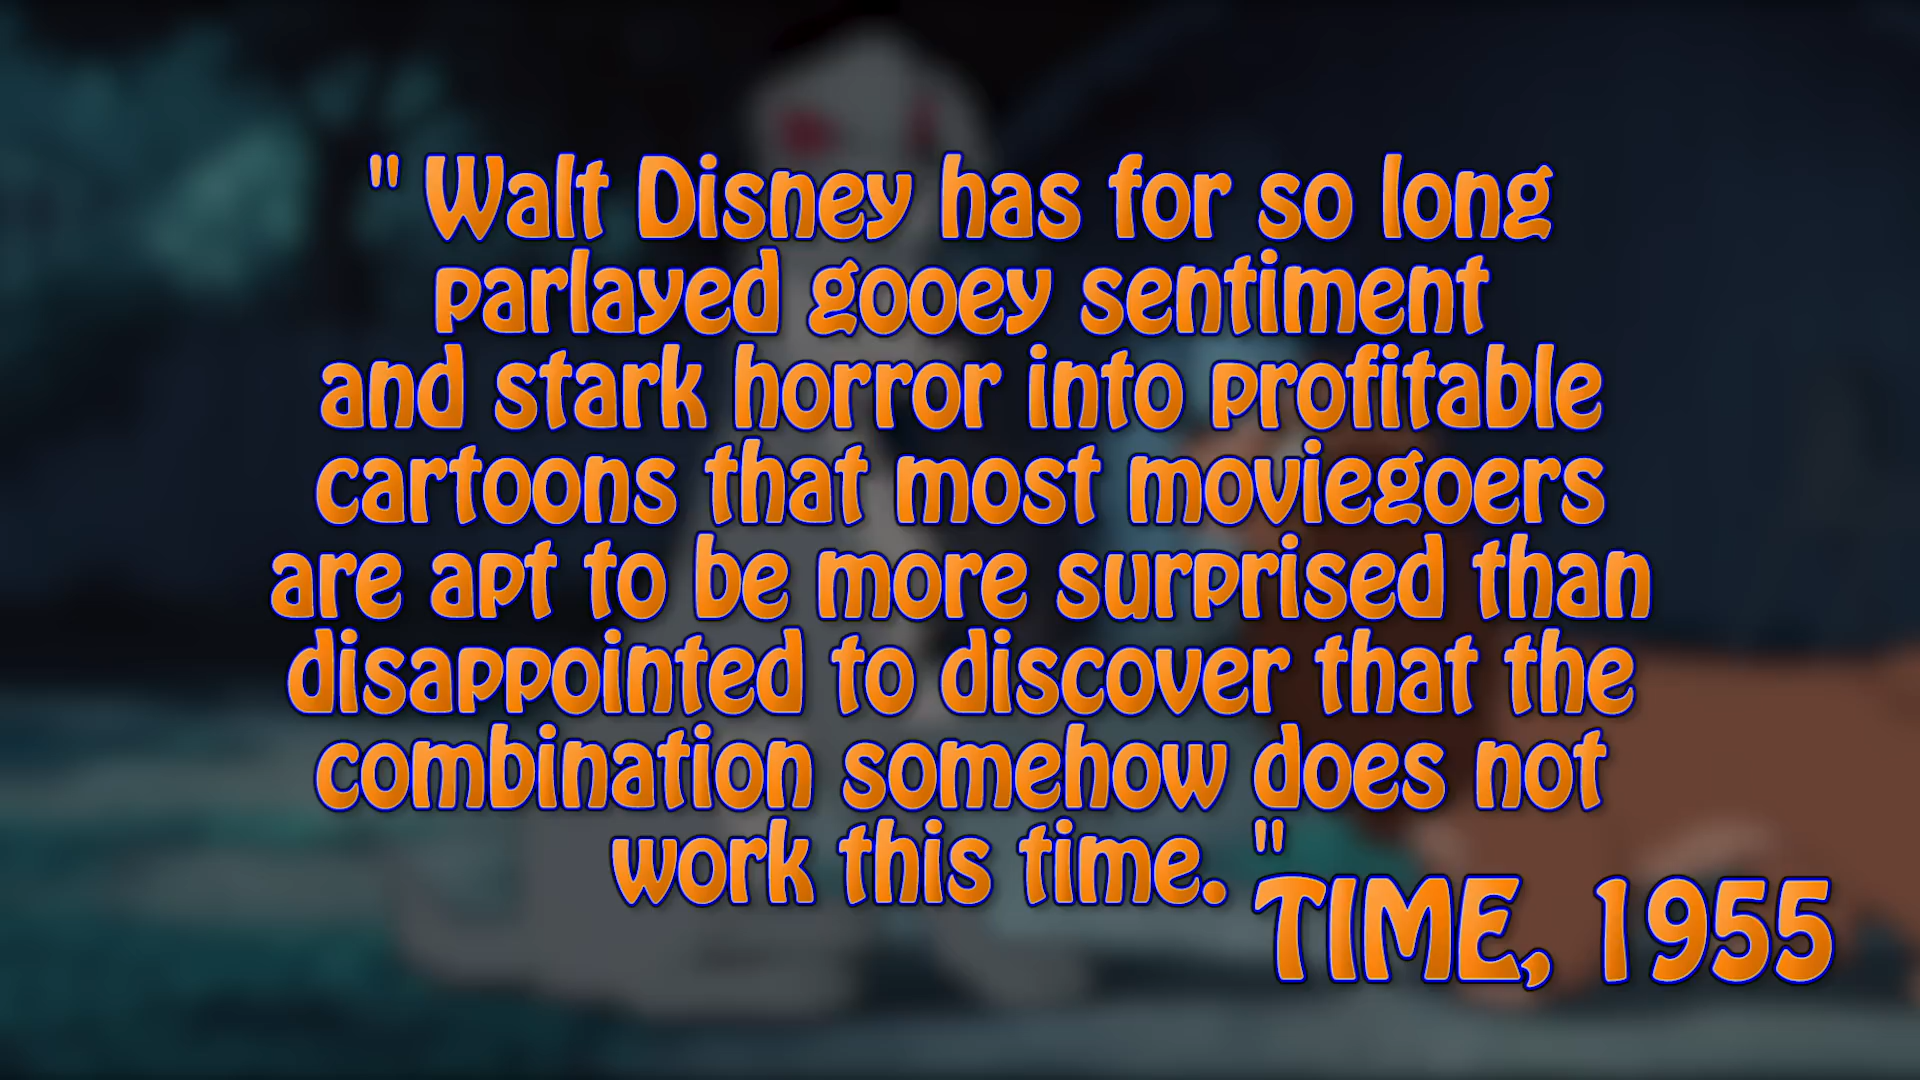 " Walt Disney has for so long
parlayed gooey sentiment
and stark horror into profitable
cartoons that most moviegoers
are apt to be more surprised than
disappointed to discover that the
combination somehow does not
work this time. "
TIME, 1955